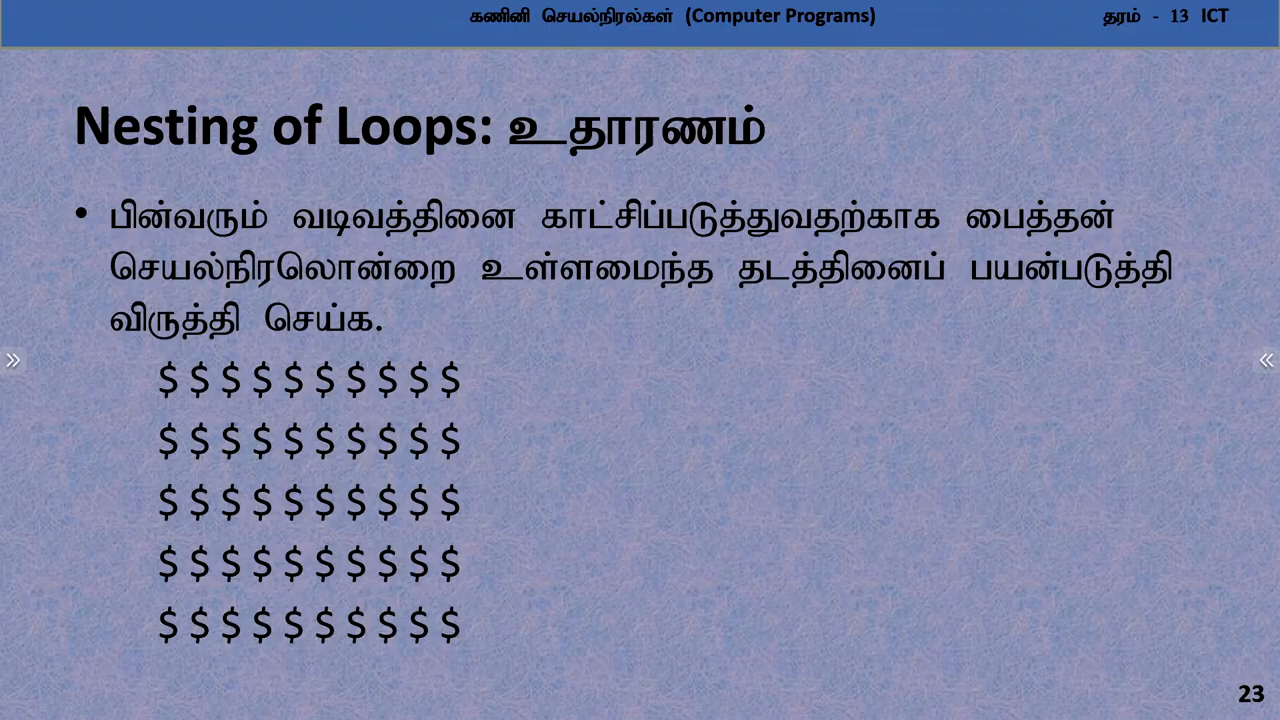 கணினி செயல்நிரல்கள் (Computer Programs) தரம் - 13 ICT
Nesting of Loops: உதாரணம்
• பின்வரும் வடிவத்தினை காட்சிப்படுத்துவதற்காக பைத்தன்
செயல்நிரலொன்றை உள்ளமைந்த தடத்தினைப் பயன்படுத்தி
விருத்தி செய்க.
$ $ $ $ $ $ $ $ $ $
$ $ $ $ $ $ $ $ $ $
$ $ $ $ $ $ $ $ $ $
$ $ $ $ $ $ $ $ $ $
$ $ $ $ $ $ $ $ $ $
23